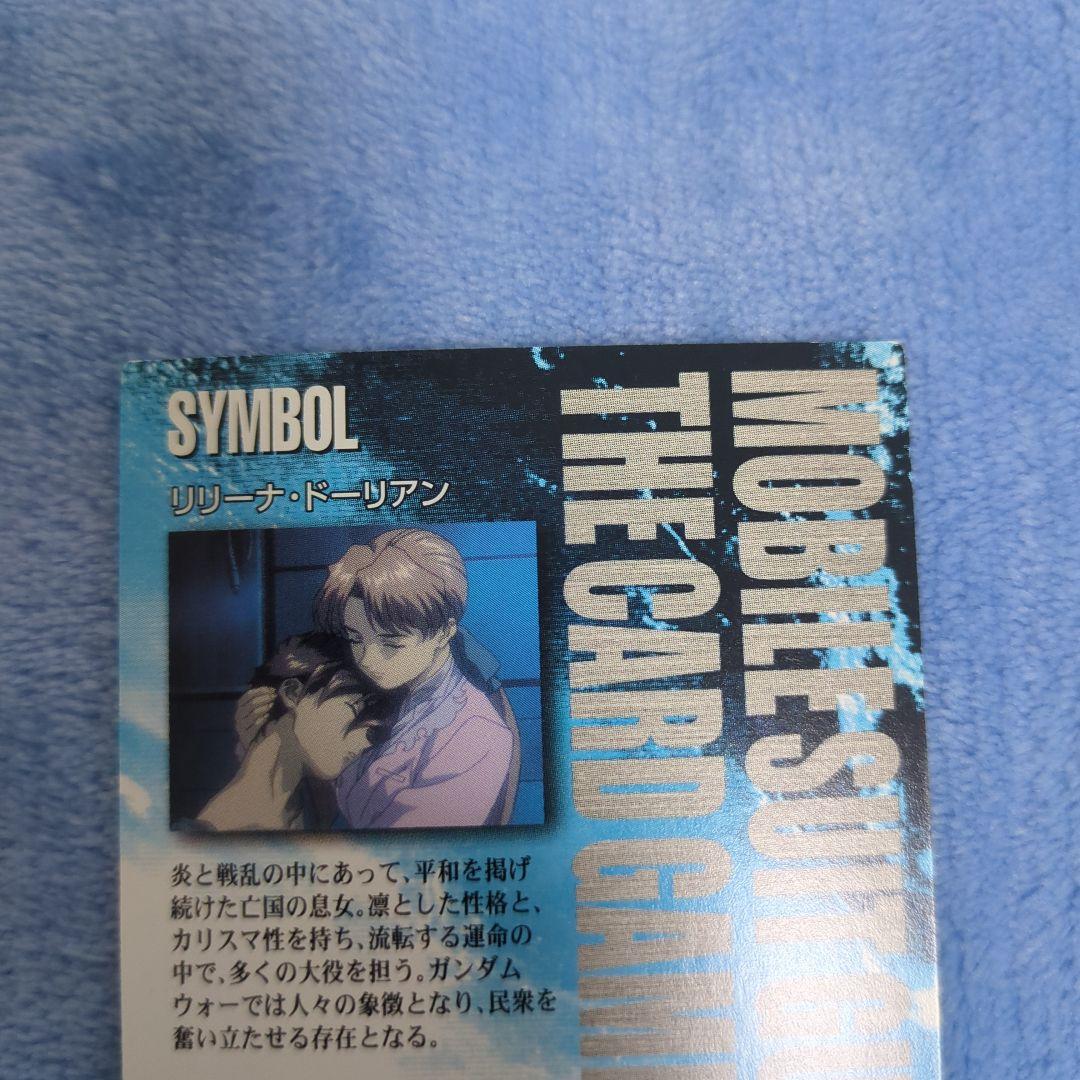 SYMBOL
リリーナ・ドーリアン
炎と戦乱の中にあって、平和を掲げ
続けた亡国の息女。凛とした性格と、
カリスマ性を持ち、流転する運命の
中で、多くの大役を担う。ガンダム
ウォーでは人々の象徴となり、民衆を
奮い立たせる存在となる。
MOBILE SUIT GU
THE CARD GAM